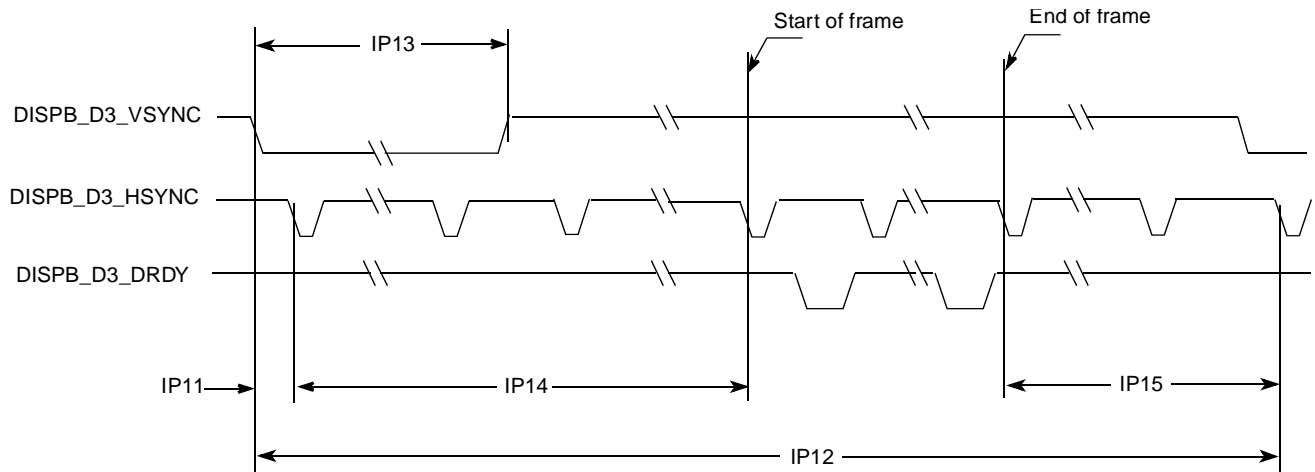 Start of frame
End of frame
IP13
DISPB_D3_VSYNC
DISPB_D3_HSYNC
DISPB_D3_DRDY
IP11
IP14
IP15
IP12